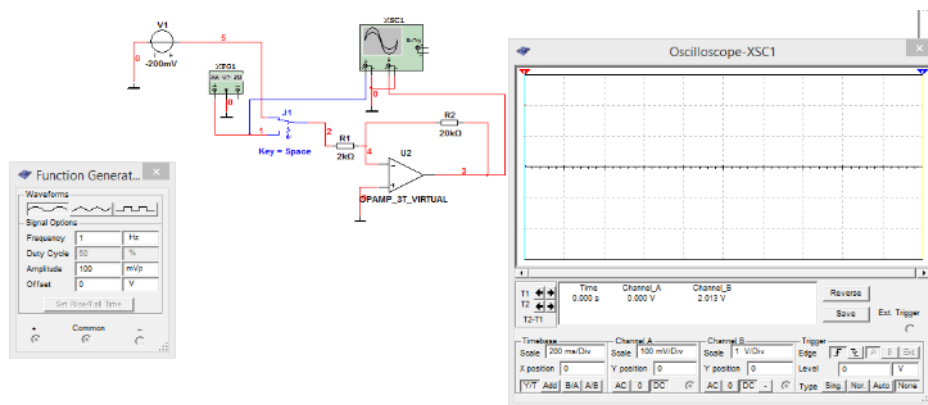 XSC1
V1
5
0
-200mV
XFG1
0
0
J1
1
2
Key = Space
R1
2kΩ
R2
20kΩ
4
U2
3
OPAMP_3T_VIRTUAL
Function Generat...
Waveforms
Signal Options
Frequency 1 Hz
Duty Cycle 50 %
Amplitude 100 mVp
Offset 0 V
Set Rise/Fall Time
+ Common −
Oscilloscope-XSC1
Time Channel_A Channel_B
T1 0.000 s 0.000 V 2.013 V
T2
T2-T1
Reverse
Save
Ext. Trigger
Timebase
Scale 200 ms/Div
X position 0
Y/T Add B/A A/B
Channel A
Scale 100 mV/Div
Y position 0
AC 0 DC
Channel B
Scale 1 V/Div
Y position 0
AC 0 DC -
Trigger
Edge A B Ext
Level 0 V
Type Sing. Nor. Auto None